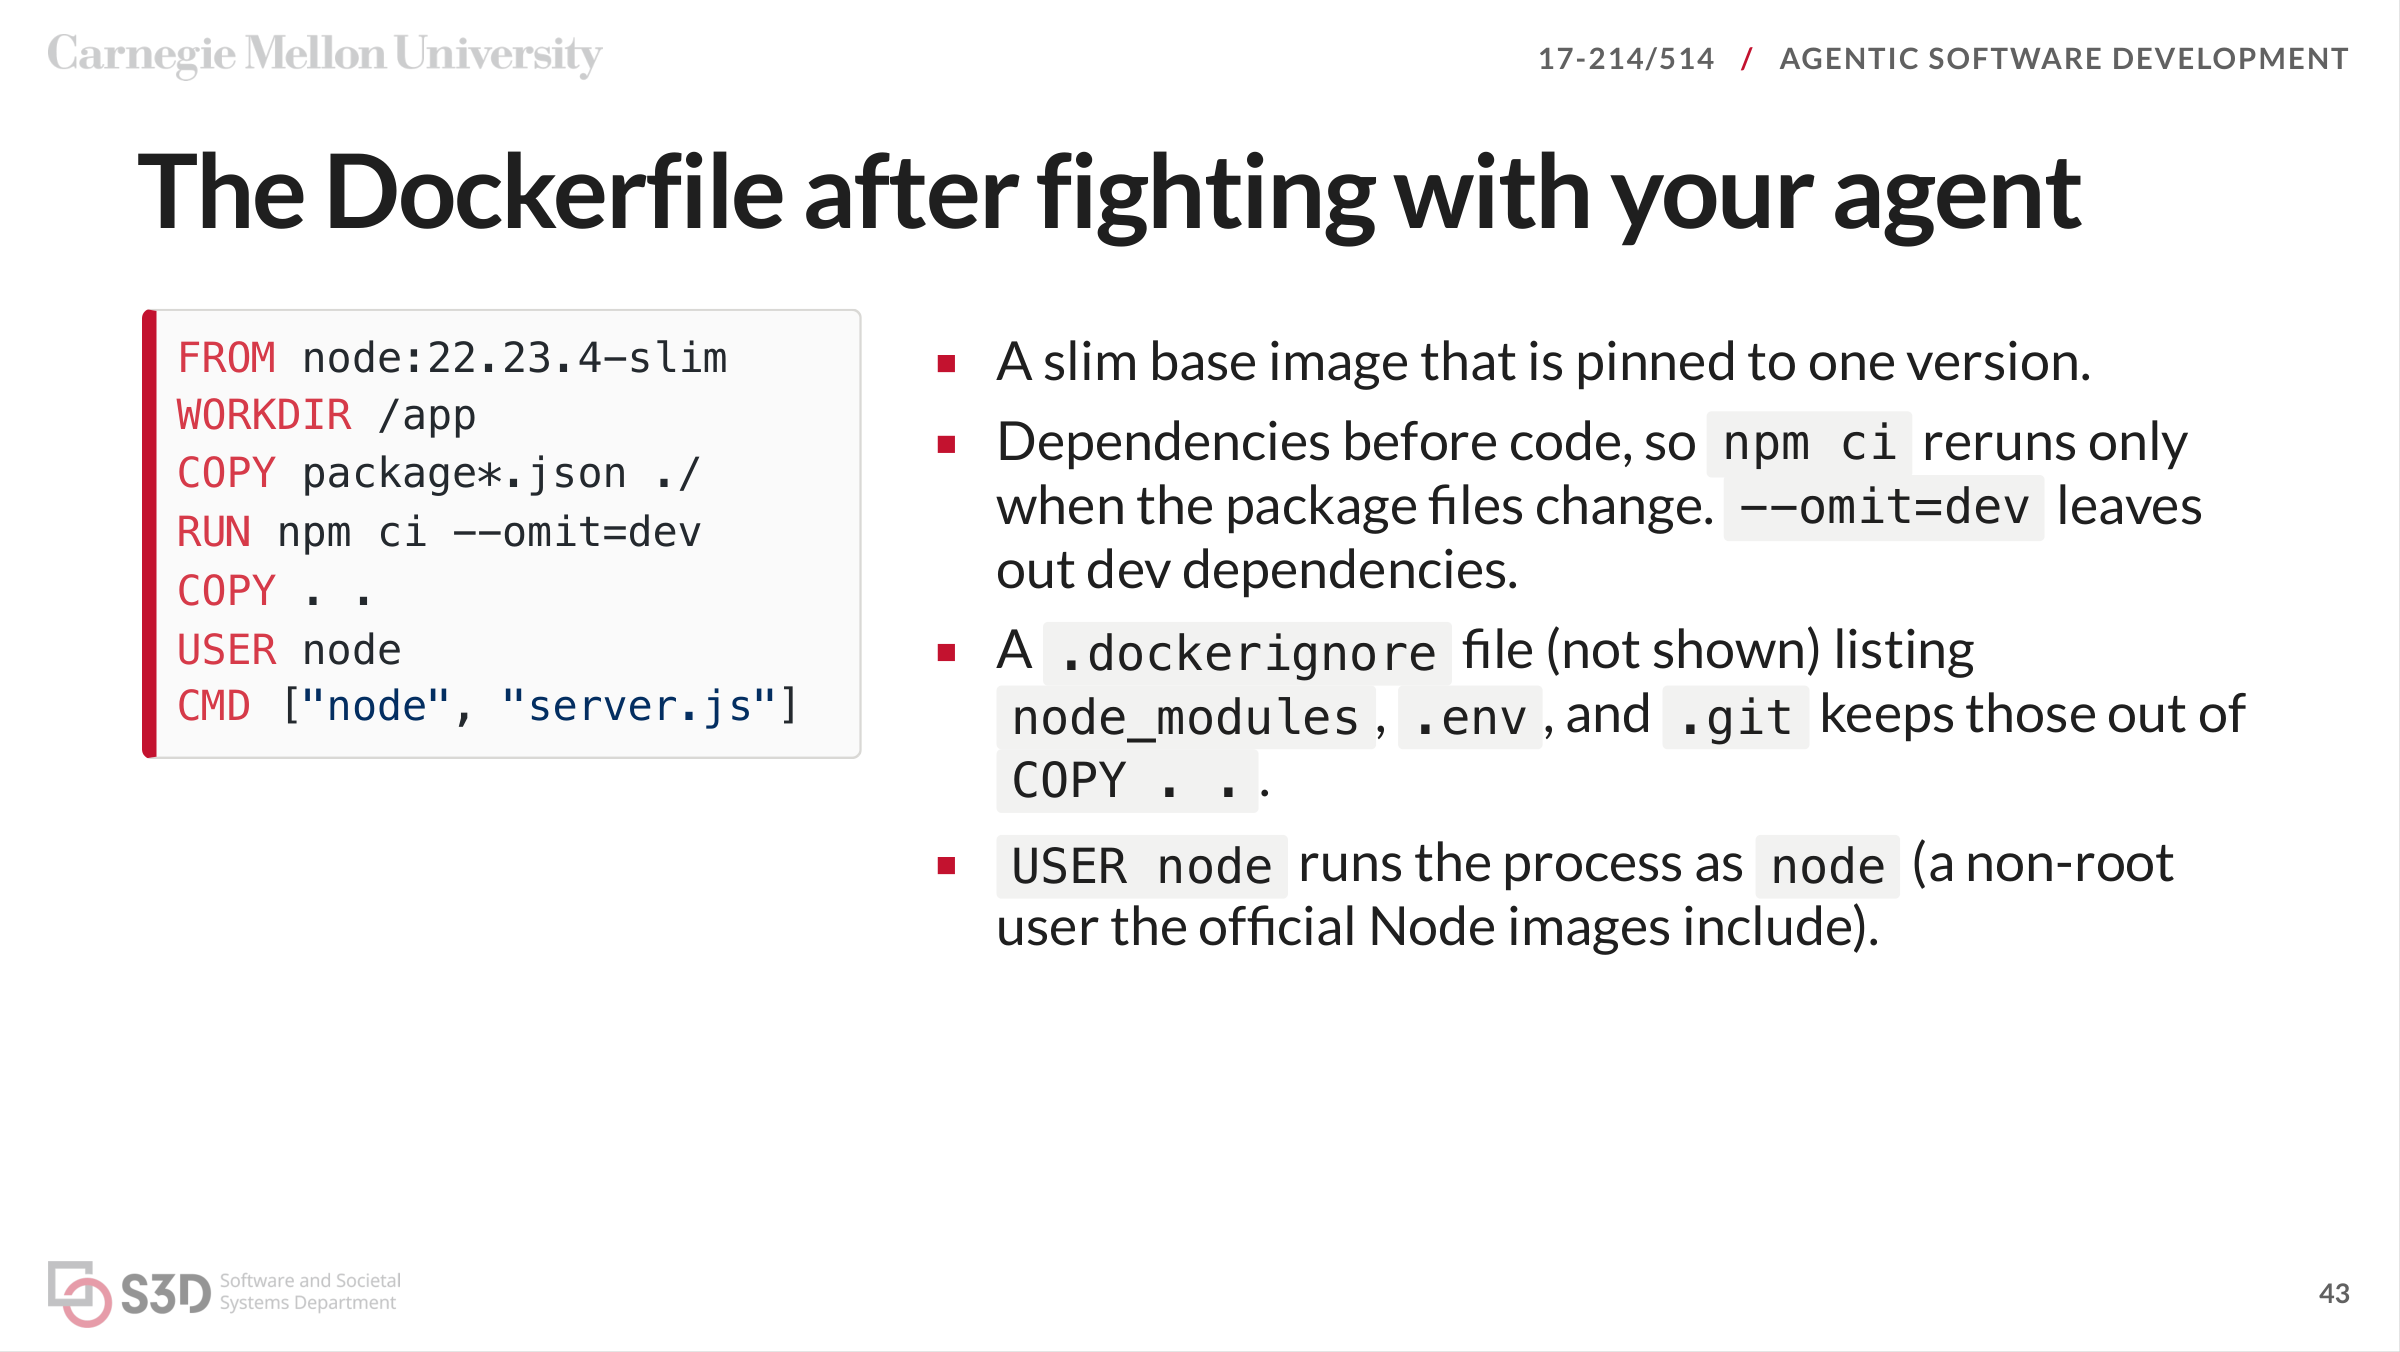 Carnegie Mellon University
17-214/514 / AGENTIC SOFTWARE DEVELOPMENT
The Dockerfile after fighting with your agent
FROM node:22.23.4-slim
WORKDIR /app
COPY package*.json ./
RUN npm ci --omit=dev
COPY . .
USER node
CMD ["node", "server.js"]
A slim base image that is pinned to one version.
Dependencies before code, so npm ci reruns only
when the package files change. --omit=dev leaves
out dev dependencies.
A .dockerignore file (not shown) listing
node_modules, .env, and .git keeps those out of
COPY . ..
USER node runs the process as node (a non-root
user the official Node images include).
S3D Software and Societal
Systems Department
43